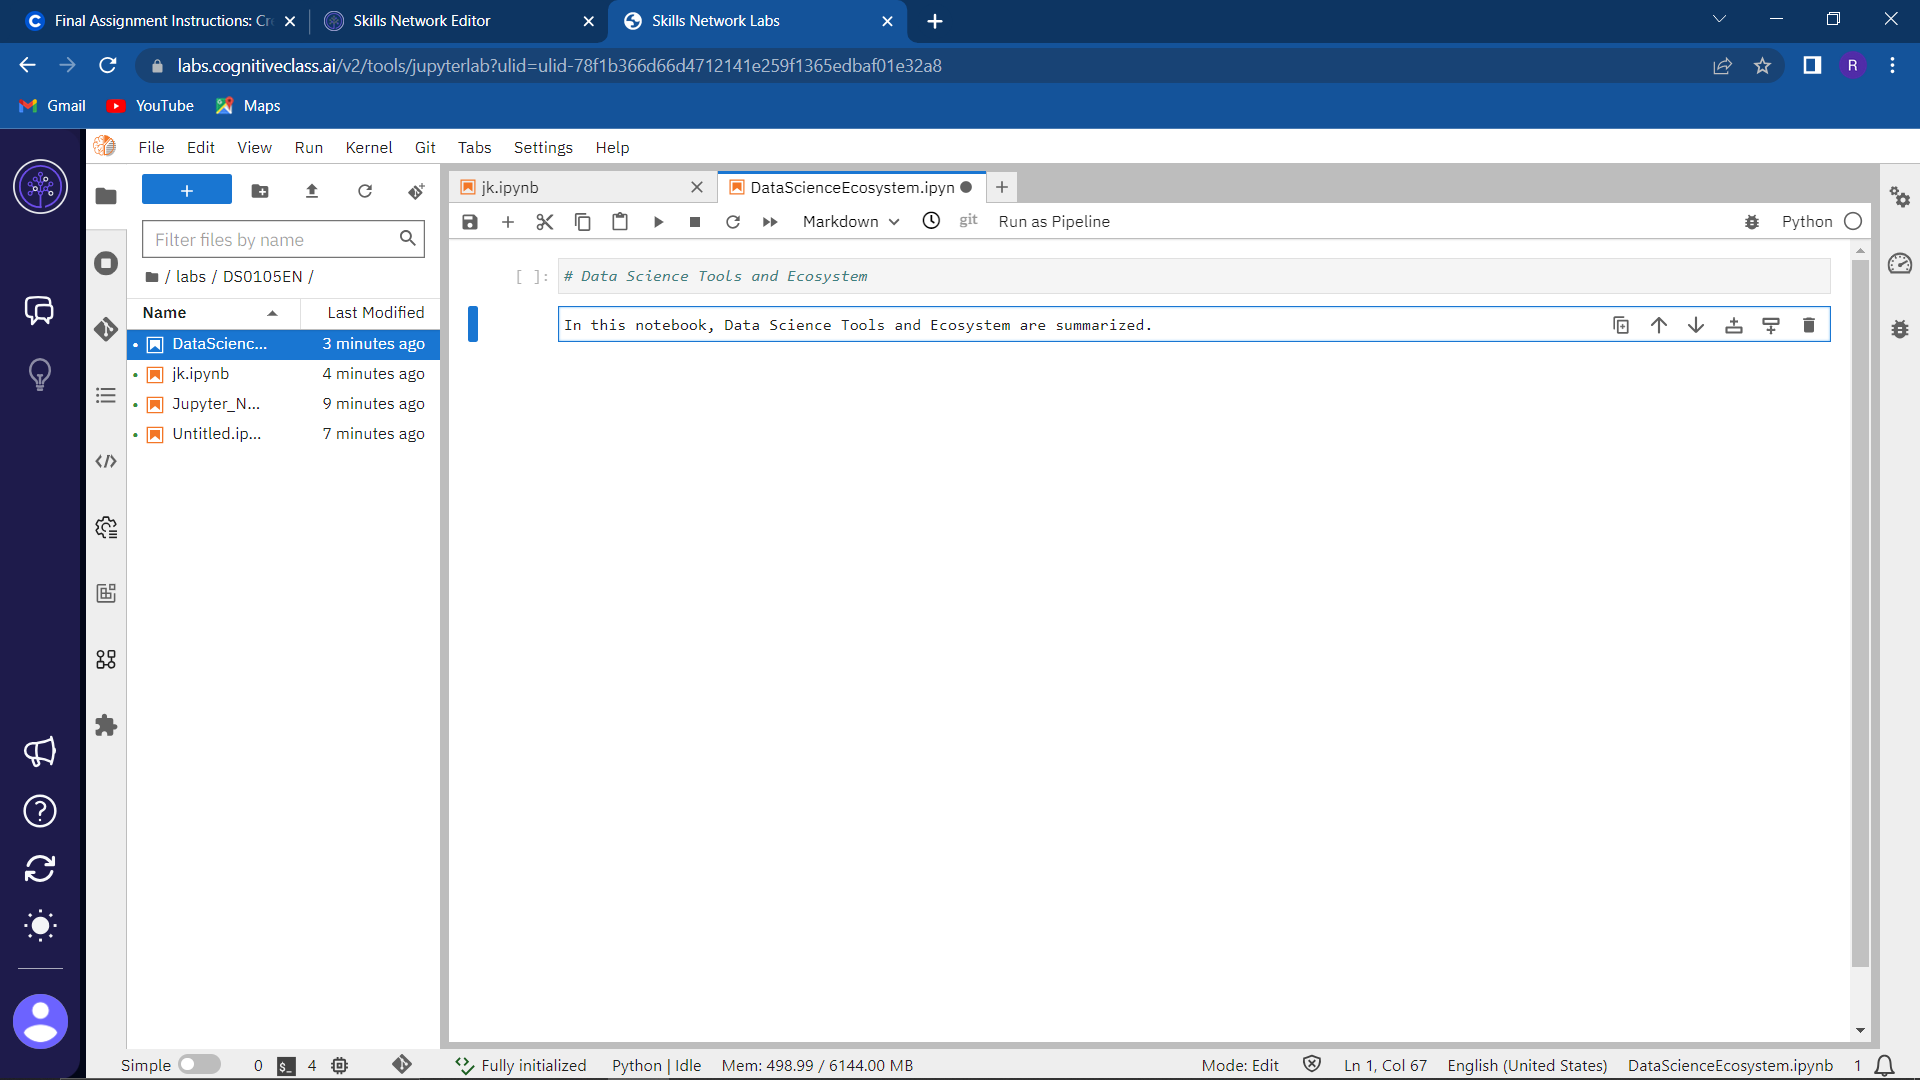 Final Assignment Instructions: Cr
Skills Network Editor
Skills Network Labs
labs.cognitiveclass.ai/v2/tools/jupyterlab?ulid=ulid-78f1b366d66d4712141e259f1365edbaf01e32a8
R
Gmail
YouTube
Maps
File Edit View Run Kernel Git Tabs Settings Help
jk.ipynb
DataScienceEcosystem.ipyn
Markdown
git
Run as Pipeline
Python
Filter files by name
/ labs / DS0105EN /
Name Last Modified
DataScienc... 3 minutes ago
jk.ipynb 4 minutes ago
Jupyter_N... 9 minutes ago
Untitled.ip... 7 minutes ago
[ ]: # Data Science Tools and Ecosystem
In this notebook, Data Science Tools and Ecosystem are summarized.
Simple 0 $_ 4 Fully initialized Python | Idle Mem: 498.99 / 6144.00 MB Mode: Edit Ln 1, Col 67 English (United States) DataScienceEcosystem.ipynb 1